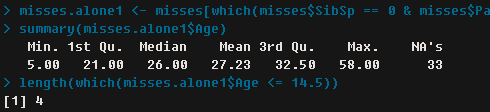 > misses.alone1 <- misses[which(misses$SibSp == 0 & misses$Pa
> summary(misses.alone1$Age)
Min. 1st Qu. Median Mean 3rd Qu. Max. NA's
5.00 21.00 26.00 27.23 32.50 58.00 33
> length(which(misses.alone1$Age <= 14.5))
[1] 4